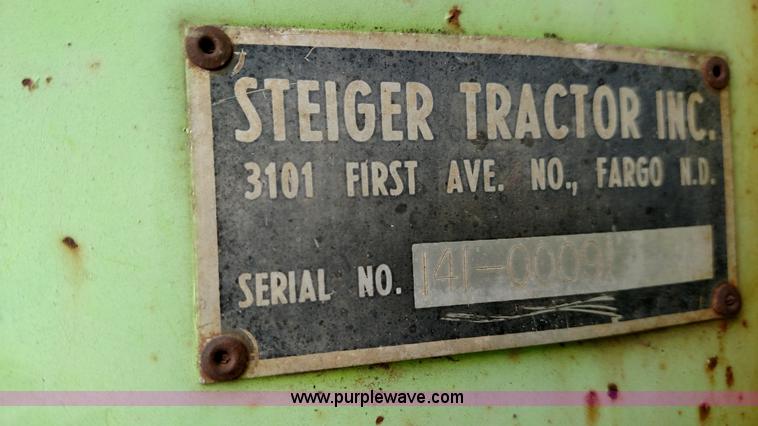 STEIGER TRACTOR INC.
3101 FIRST AVE. NO., FARGO N.D.
SERIAL NO. 141-00091
www.purplewave.com